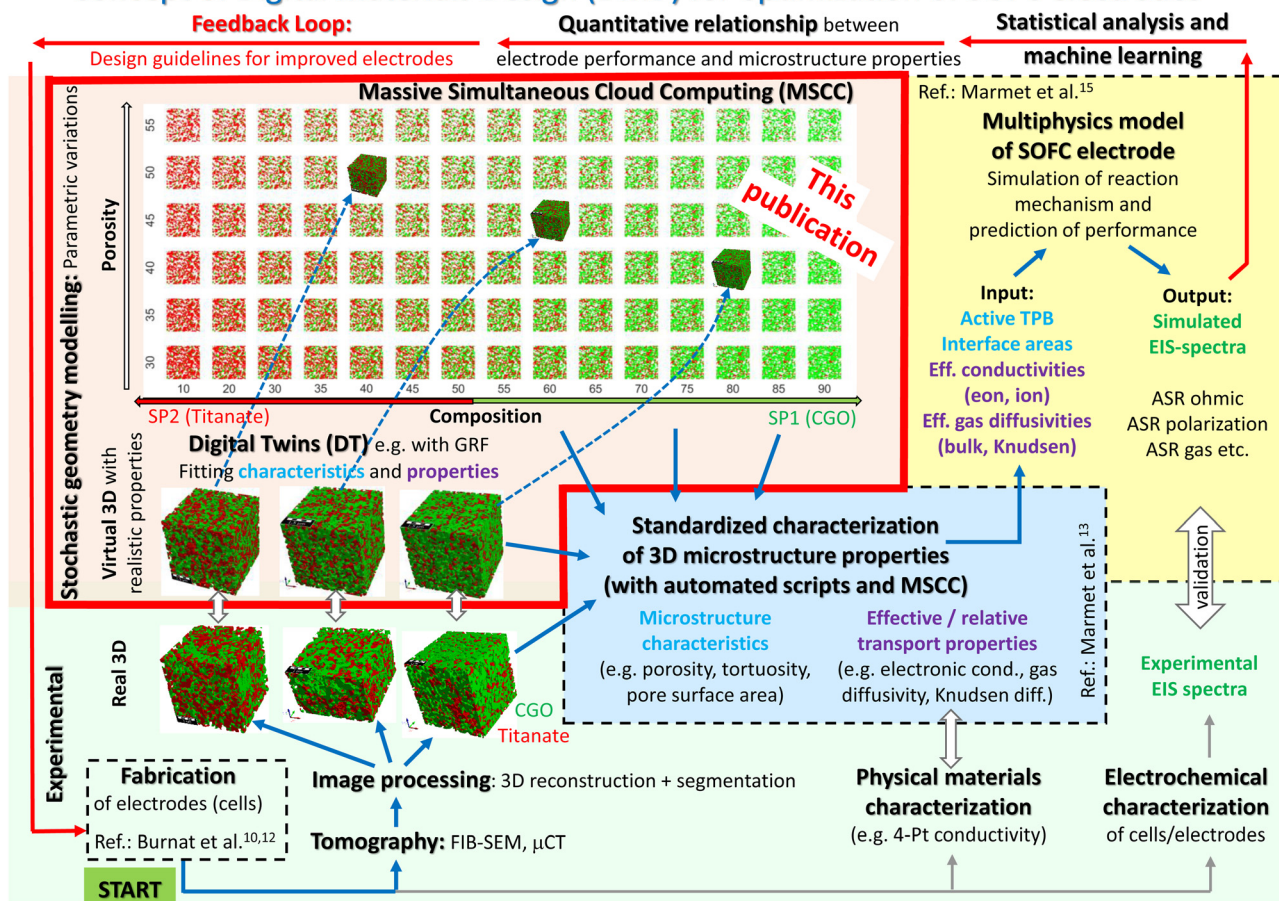 Feedback Loop:
Design guidelines for improved electrodes
Quantitative relationship between
electrode performance and microstructure properties
Statistical analysis and
machine learning
Massive Simultaneous Cloud Computing (MSCC)
Stochastic geometry modelling: Parametric variations
Porosity
55
50
45
40
35
30
10 20 30 35 40 45 50 55 60 65 70 75 80 85 90
SP2 (Titanate)
Composition
SP1 (CGO)
This
publication
Virtual 3D with
realistic properties
Digital Twins (DT) e.g. with GRF
Fitting characteristics and properties
Ref.: Marmet et al.15
Multiphysics model
of SOFC electrode
Simulation of reaction
mechanism and
prediction of performance
Input:
Active TPB
Interface areas
Eff. conductivities
(eon, ion)
Eff. gas diffusivities
(bulk, Knudsen)
Output:
Simulated
EIS-spectra
ASR ohmic
ASR polarization
ASR gas etc.
Standardized characterization
of 3D microstructure properties
(with automated scripts and MSCC)
Microstructure
characteristics
(e.g. porosity, tortuosity,
pore surface area)
Effective / relative
transport properties
(e.g. electronic cond., gas
diffusivity, Knudsen diff.)
Ref.: Marmet et al.13
validation
Experimental
EIS spectra
Experimental
Real 3D
CGO
Titanate
Fabrication
of electrodes (cells)
Ref.: Burnat et al.10,12
Image processing: 3D reconstruction + segmentation
Tomography: FIB-SEM, μCT
Physical materials
characterization
(e.g. 4-Pt conductivity)
Electrochemical
characterization
of cells/electrodes
START